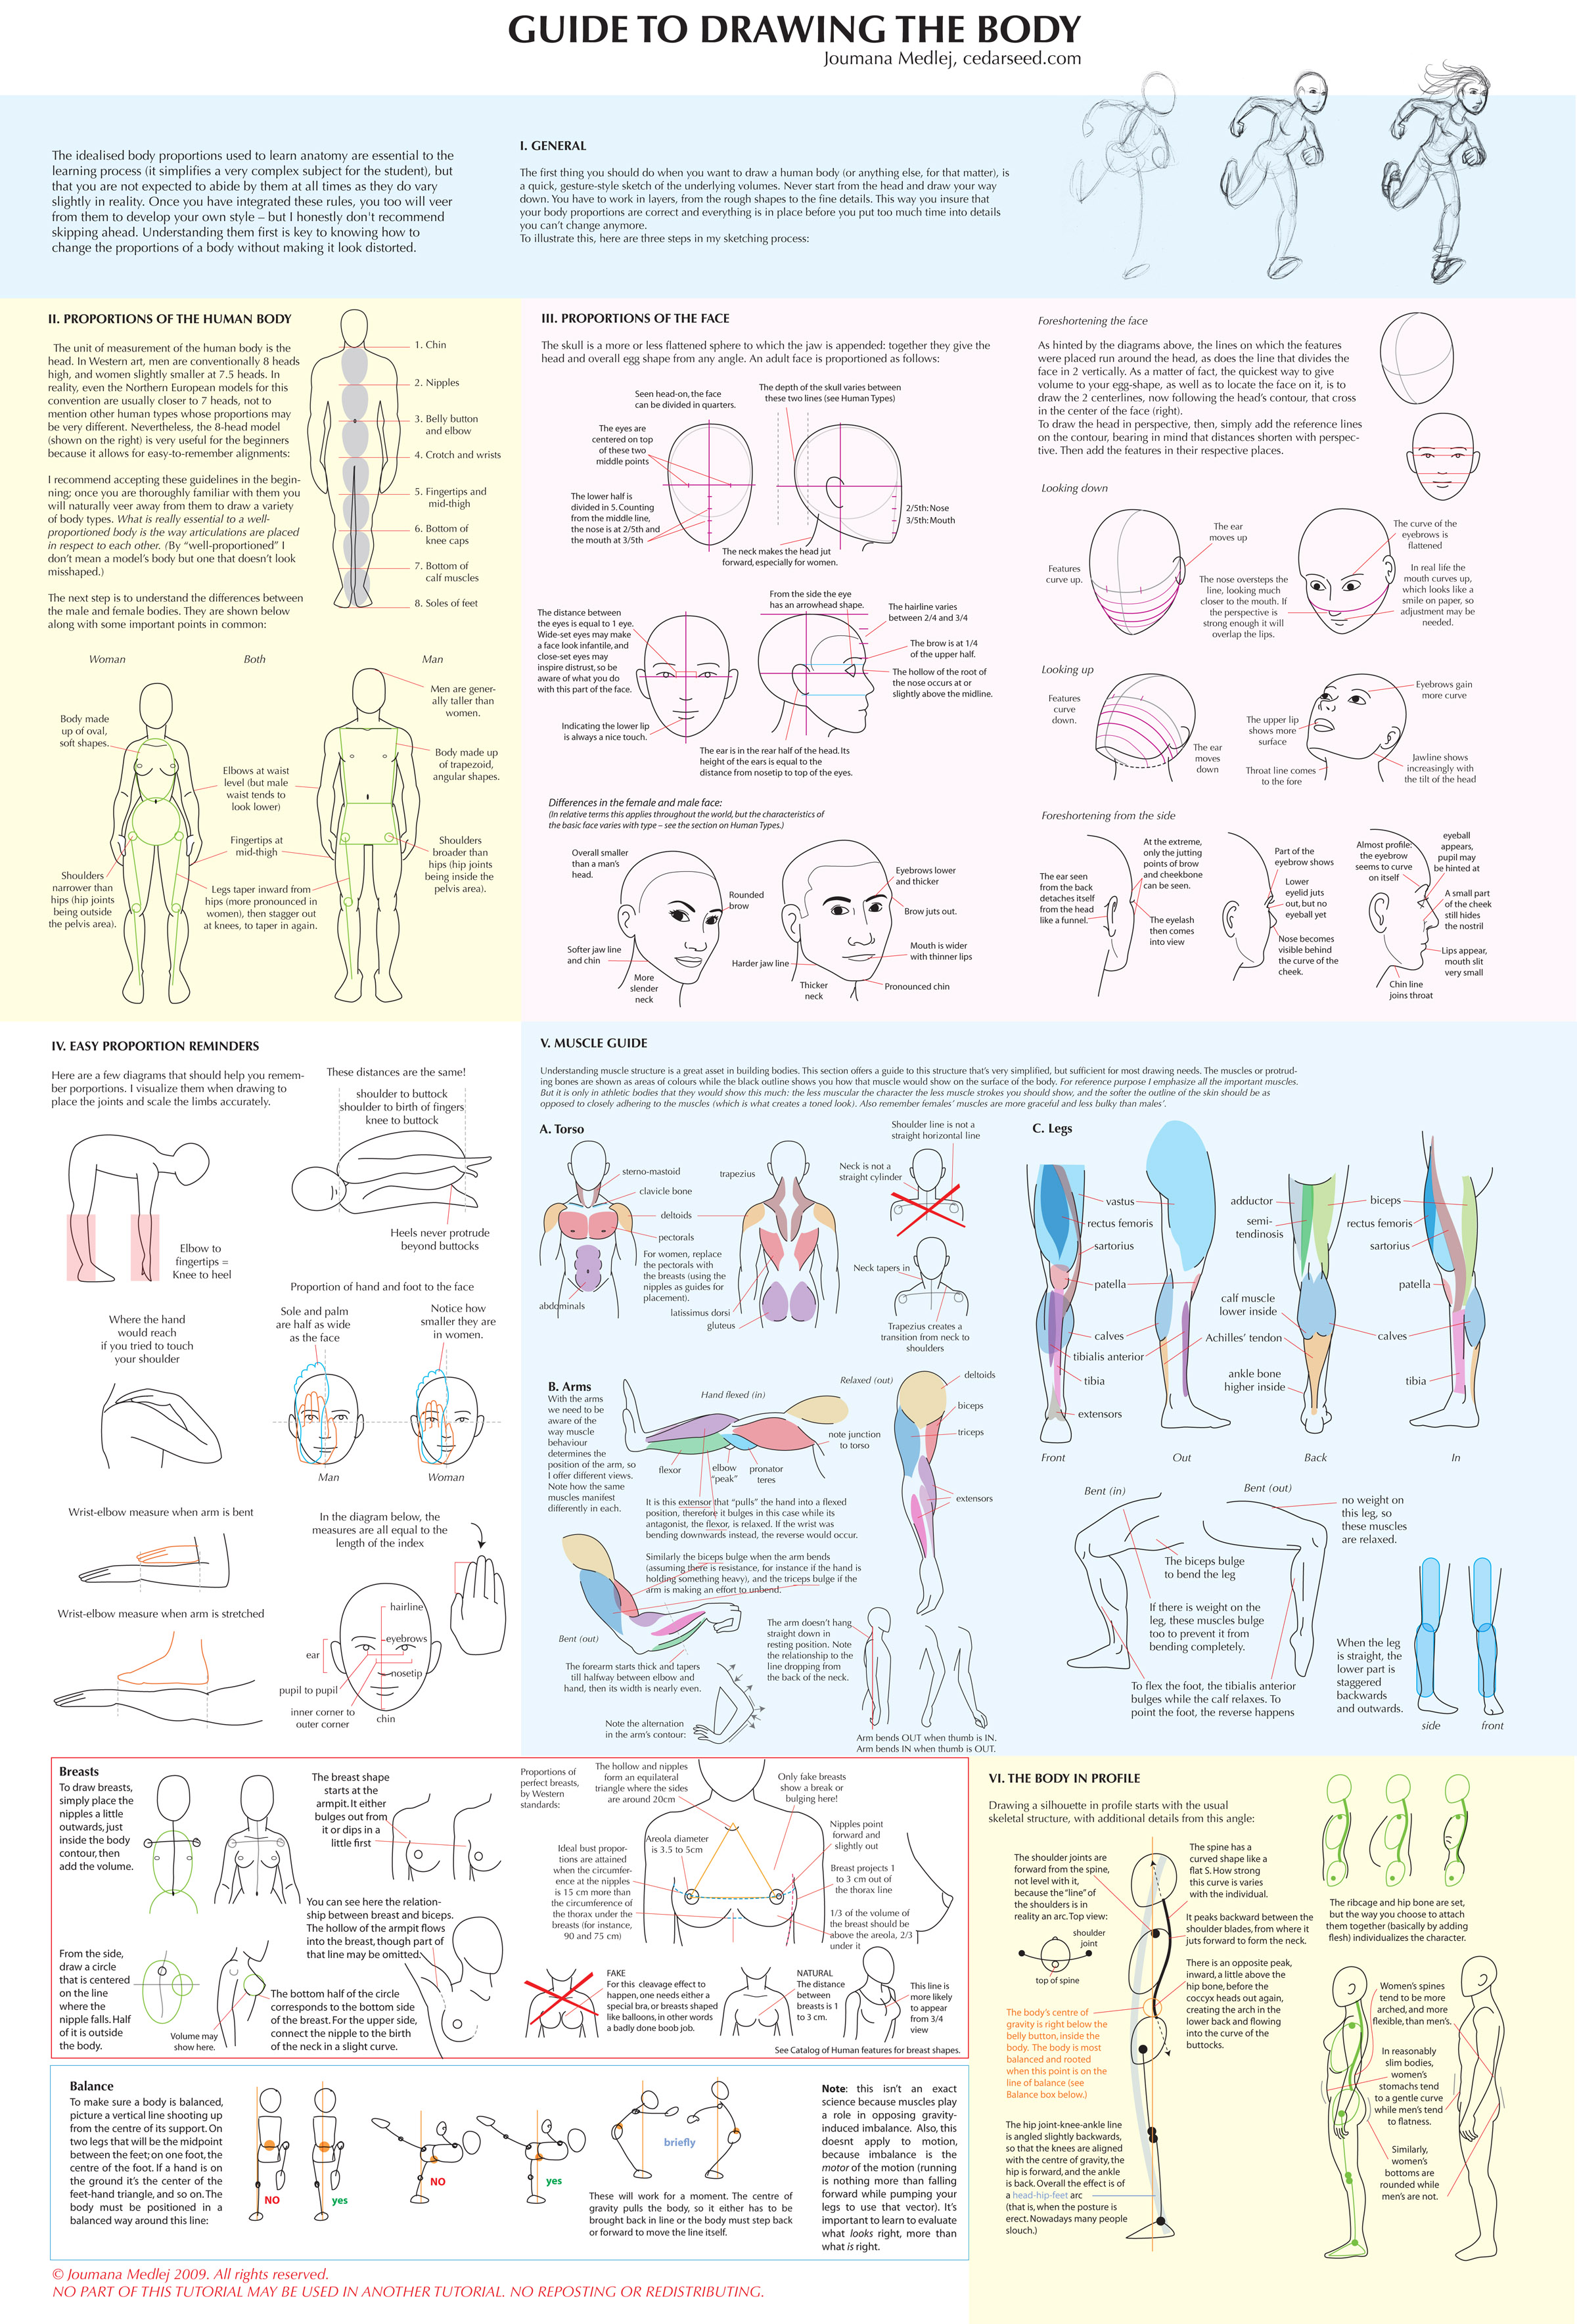 GUIDE TO DRAWING THE BODY
Joumana Medlej, cedarseed.com
The idealised body proportions used to learn anatomy are essential to the
learning process (it simplifies a very complex subject for the student), but
that you are not expected to abide by them at all times as they do vary
slightly in reality. Once you have integrated these rules, you too will veer
from them to develop your own style – but I honestly don't recommend
skipping ahead. Understanding them first is key to knowing how to
change the proportions of a body without making it look distorted.
I. GENERAL
The first thing you should do when you want to draw a human body (or anything else, for that matter), is
a quick, gesture-style sketch of the underlying volumes. Never start from the head and draw your way
down. You have to work in layers, from the rough shapes to the fine details. This way you insure that
your body proportions are correct and everything is in place before you put too much time into details
you can't change anymore.
To illustrate this, here are three steps in my sketching process:
II. PROPORTIONS OF THE HUMAN BODY
The unit of measurement of the human body is the
head. In Western art, men are conventionally 8 heads
high, and women slightly smaller at 7.5 heads. In
reality, even the Northern European models for this
convention are usually closer to 7 heads, not to
mention other human types whose proportions may
be very different. Nevertheless, the 8-head model
(shown on the right) is very useful for the beginners
because it allows for easy-to-remember alignments:
I recommend accepting these guidelines in the begin-
ning; once you are thoroughly familiar with them you
will naturally veer away from them to draw a variety
of body types. What is really essential to a well-
proportioned body is the way articulations are placed
in respect to each other. (By “well-proportioned” I
don't mean a model's body but one that doesn't look
misshaped.)
The next step is to understand the differences between
the male and female bodies. They are shown below
along with some important points in common:
1. Chin
2. Nipples
3. Belly button
and elbow
4. Crotch and wrists
5. Fingertips and
mid-thigh
6. Bottom of
knee caps
7. Bottom of
calf muscles
8. Soles of feet
Woman
Both
Man
Body made
up of oval,
soft shapes.
Men are gener-
ally taller than
women.
Body made up
of trapezoid,
angular shapes.
Elbows at waist
level (but male
waist tends to
look lower)
Fingertips at
mid-thigh
Shoulders
broader than
hips (hip joints
being inside the
pelvis area).
Shoulders
narrower than
hips (hip joints
being outside
the pelvis area).
Legs taper inward from
hips (more pronounced in
women), then stagger out
at knees, to taper in again.
III. PROPORTIONS OF THE FACE
The skull is a more or less flattened sphere to which the jaw is appended: together they give the
head and overall egg shape from any angle. An adult face is proportioned as follows:
Seen head-on, the face
can be divided in quarters.
The depth of the skull varies between
these two lines (see Human Types)
The eyes are
centered on top
of these two
middle points
The lower half is
divided in 5. Counting
from the middle line,
the nose is at 2/5th and
the mouth at 3/5th
2/5th: Nose
3/5th: Mouth
The neck makes the head jut
forward, especially for women.
The distance between
the eyes is equal to 1 eye.
Wide-set eyes may make
a face look infantile, and
close-set eyes may
inspire distrust, so be
aware of what you do
with this part of the face.
Indicating the lower lip
is always a nice touch.
From the side the eye
has an arrowhead shape.
The hairline varies
between 2/4 and 3/4
The brow is at 1/4
of the upper half.
The hollow of the root of
the nose occurs at or
slightly above the midline.
The ear is in the rear half of the head. Its
height of the ears is equal to the
distance from nosetip to top of the eyes.
Differences in the female and male face:
(In relative terms this applies throughout the world, but the characteristics of
the basic face varies with type – see the section on Human Types.)
Overall smaller
than a man's
head.
Rounded
brow
Softer jaw line
and chin
More
slender
neck
Eyebrows lower
and thicker
Brow juts out.
Mouth is wider
with thinner lips
Harder jaw line
Thicker
neck
Pronounced chin
Foreshortening the face
As hinted by the diagrams above, the lines on which the features
were placed run around the head, as does the line that divides the
face in 2 vertically. As a matter of fact, the quickest way to give
volume to your egg-shape, as well as to locate the face on it, is to
draw the 2 centerlines, now following the head's contour, that cross
in the center of the face (right).
To draw the head in perspective, then, simply add the reference lines
on the contour, bearing in mind that distances shorten with perspec-
tive. Then add the features in their respective places.
Looking down
Features
curve up.
The ear
moves up
The nose oversteps the
line, looking much
closer to the mouth. If
the perspective is
strong enough it will
overlap the lips.
The curve of the
eyebrows is
flattened
In real life the
mouth curves up,
which looks like a
smile on paper, so
adjustment may be
needed.
Looking up
Features
curve
down.
The ear
moves
down
The upper lip
shows more
surface
Throat line comes
to the fore
Eyebrows gain
more curve
Jawline shows
increasingly with
the tilt of the head
Foreshortening from the side
The ear seen
from the back
detaches itself
from the head
like a funnel.
At the extreme,
only the jutting
points of brow
and cheekbone
can be seen.
The eyelash
then comes
into view
Part of the
eyebrow shows
Lower
eyelid juts
out, but no
eyeball yet
Nose becomes
visible behind
the curve of the
cheek.
Almost profile:
the eyebrow
seems to curve
on itself
eyeball
appears,
pupil may
be hinted at
A small part
of the cheek
still hides
the nostril
Lips appear,
mouth slit
very small
Chin line
joins throat
IV. EASY PROPORTION REMINDERS
Here are a few diagrams that should help you remem-
ber porportions. I visualize them when drawing to
place the joints and scale the limbs accurately.
These distances are the same!
shoulder to buttock
shoulder to birth of fingers
knee to buttock
Elbow to
fingertips =
Knee to heel
Heels never protrude
beyond buttocks
Proportion of hand and foot to the face
Where the hand
would reach
if you tried to touch
your shoulder
Sole and palm
are half as wide
as the face
Notice how
smaller they are
in women.
Man
Woman
Wrist-elbow measure when arm is bent
In the diagram below, the
measures are all equal to the
length of the index
Wrist-elbow measure when arm is stretched
hairline
eyebrows
ear
nosetip
pupil to pupil
inner corner to
outer corner
chin
V. MUSCLE GUIDE
Understanding muscle structure is a great asset in building bodies. This section offers a guide to this structure that's very simplified, but sufficient for most drawing needs. The muscles or protrud-
ing bones are shown as areas of colours while the black outline shows you how that muscle would show on the surface of the body. For reference purpose I emphasize all the important muscles.
But it is only in athletic bodies that they would show this much: the less muscular the character the less muscle strokes you should show, and the softer the outline of the skin should be as
opposed to closely adhering to the muscles (which is what creates a toned look). Also remember females' muscles are more graceful and less bulky than males'.
A. Torso
sterno-mastoid
clavicle bone
deltoids
pectorals
For women, replace
the pectorals with
the breasts (using the
nipples as guides for
placement).
abdominals
trapezius
latissimus dorsi
gluteus
Shoulder line is not a
straight horizontal line
Neck is not a
straight cylinder
Neck tapers in
Trapezius creates a
transition from neck to
shoulders
B. Arms
With the arms
we need to be
aware of the
way muscle
behaviour
determines the
position of the arm, so
I offer different views.
Note how the same
muscles manifest
differently in each.
Hand flexed (in)
Relaxed (out)
note junction
to torso
flexor
elbow
“peak”
pronator
teres
deltoids
biceps
triceps
extensors
It is this extensor that “pulls” the hand into a flexed
position, therefore it bulges in this case while its
antagonist, the flexor, is relaxed. If the wrist was
bending downwards instead, the reverse would occur.
Similarly the biceps bulge when the arm bends
(assuming there is resistance, for instance if the hand is
holding something heavy), and the triceps bulge if the
arm is making an effort to unbend.
Bent (out)
The forearm starts thick and tapers
till halfway between elbow and
hand, then its width is nearly even.
Note the alternation
in the arm's contour:
The arm doesn't hang
straight down in
resting position. Note
the relationship to the
line dropping from
the back of the neck.
Arm bends OUT when thumb is IN.
Arm bends IN when thumb is OUT.
C. Legs
vastus
rectus femoris
sartorius
patella
calves
tibialis anterior
tibia
extensors
adductor
semi-
tendinosis
calf muscle
lower inside
Achilles' tendon
ankle bone
higher inside
biceps
rectus femoris
sartorius
patella
calves
tibia
Front
Out
Back
In
Bent (in)
Bent (out)
no weight on
this leg, so
these muscles
are relaxed.
The biceps bulge
to bend the leg
If there is weight on the
leg, these muscles bulge
too to prevent it from
bending completely.
To flex the foot, the tibialis anterior
bulges while the calf relaxes. To
point the foot, the reverse happens
When the leg
is straight, the
lower part is
staggered
backwards
and outwards.
side
front
Breasts
To draw breasts,
simply place the
nipples a little
outwards, just
inside the body
contour, then
add the volume.
The breast shape
starts at the
armpit. It either
bulges out from
it or dips in a
little first
You can see here the relation-
ship between breast and biceps.
The hollow of the armpit flows
into the breast, though part of
that line may be omitted.
From the side,
draw a circle
that is centered
on the line
where the
nipple falls. Half
of it is outside
the body.
Volume may
show here.
The bottom half of the circle
corresponds to the bottom side
of the breast. For the upper side,
connect the nipple to the birth
of the neck in a slight curve.
Proportions of
perfect breasts,
by Western
standards:
The hollow and nipples
form an equilateral
triangle where the sides
are around 20cm
Only fake breasts
show a break or
bulging here!
Areola diameter
is 3.5 to 5cm
Ideal bust propor-
tions are attained
when the circumfer-
ence at the nipples
is 15 cm more than
the circumference of
the thorax under the
breasts (for instance,
90 and 75 cm)
Nipples point
forward and
slightly out
Breast projects 1
to 3 cm out of
the thorax line
1/3 of the volume of
the breast should be
above the areola, 2/3
under it
FAKE
For this cleavage effect to
happen, one needs either a
special bra, or breasts shaped
like balloons, in other words
a badly done boob job.
NATURAL
The distance
between
breasts is 1
to 3 cm.
This line is
more likely
to appear
from 3/4
view
See Catalog of Human features for breast shapes.
Balance
To make sure a body is balanced,
picture a vertical line shooting up
from the centre of its support. On
two legs that will be the midpoint
between the feet; on one foot, the
centre of the foot. If a hand is on
the ground it's the center of the
feet-hand triangle, and so on. The
body must be positioned in a
balanced way around this line:
NO
yes
NO
yes
briefly
These will work for a moment. The centre of
gravity pulls the body, so it either has to be
brought back in line or the body must step back
or forward to move the line itself.
Note: this isn't an exact
science because muscles play
a role in opposing gravity-
induced imbalance. Also, this
doesnt apply to motion,
because imbalance is the
motor of the motion (running
is nothing more than falling
forward while pumping your
legs to use that vector). It's
important to learn to evaluate
what looks right, more than
what is right.
VI. THE BODY IN PROFILE
Drawing a silhouette in profile starts with the usual
skeletal structure, with additional details from this angle:
The shoulder joints are
forward from the spine,
not level with it,
because the “line” of
the shoulders is in
reality an arc. Top view:
shoulder
joint
top of spine
The spine has a
curved shape like a
flat S. How strong
this curve is varies
with the individual.
It peaks backward between the
shoulder blades, from where it
juts forward to form the neck.
There is an opposite peak,
inward, a little above the
hip bone, before the
coccyx heads out again,
creating the arch in the
lower back and flowing
into the curve of the
buttocks.
The body's centre of
gravity is right below the
belly button, inside the
body. The body is most
balanced and rooted
when this point is on the
line of balance (see
Balance box below.)
The hip joint-knee-ankle line
is angled slightly backwards,
so that the knees are aligned
with the centre of gravity, the
hip is forward, and the ankle
is back. Overall the effect is of
a head-hip-feet arc
(that is, when the posture is
erect. Nowadays many people
slouch.)
The ribcage and hip bone are set,
but the way you choose to attach
them together (basically by adding
flesh) individualizes the character.
Women's spines
tend to be more
arched, and more
flexible, than men's.
In reasonably
slim bodies,
women's
stomachs tend
to a gentle curve
while men's tend
to flatness.
Similarly,
women's
bottoms are
rounded while
men's are not.
© Joumana Medlej 2009. All rights reserved.
NO PART OF THIS TUTORIAL MAY BE USED IN ANOTHER TUTORIAL. NO REPOSTING OR REDISTRIBUTING.